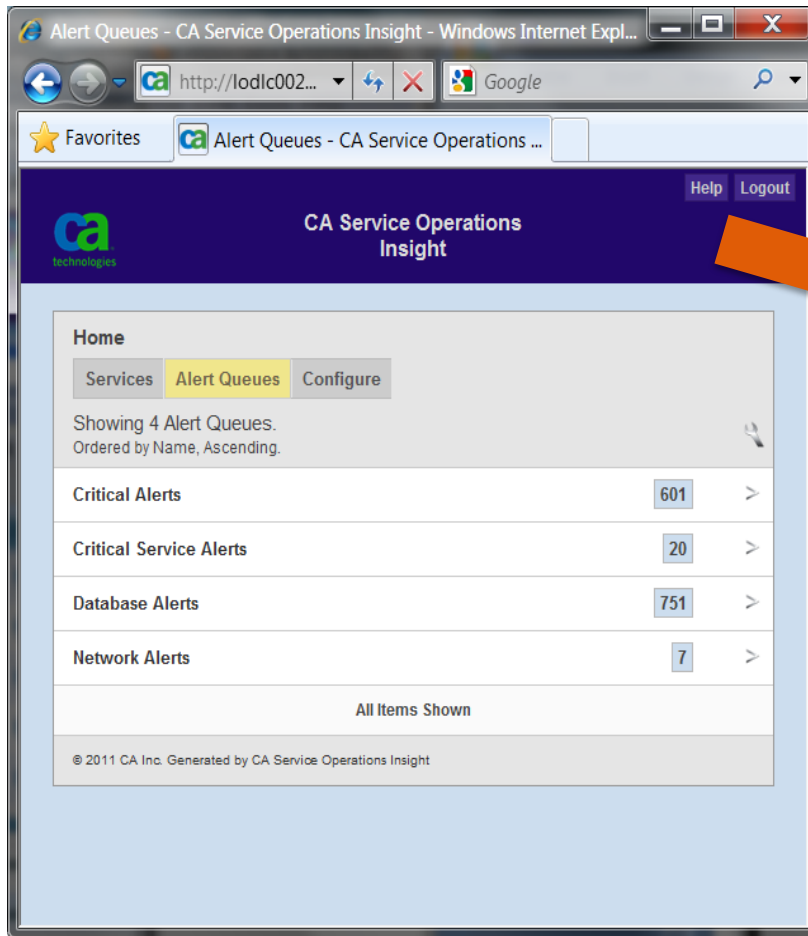 Alert Queues - CA Service Operations Insight - Windows Internet Expl...
ca http://lodlc002... Google
Favorites ca Alert Queues - CA Service Operations ...
Help Logout
ca
technologies
CA Service Operations
Insight
Home
Services Alert Queues Configure
Showing 4 Alert Queues.
Ordered by Name, Ascending.
Critical Alerts 601 >
Critical Service Alerts 20 >
Database Alerts 751 >
Network Alerts 7 >
All Items Shown
© 2011 CA Inc. Generated by CA Service Operations Insight